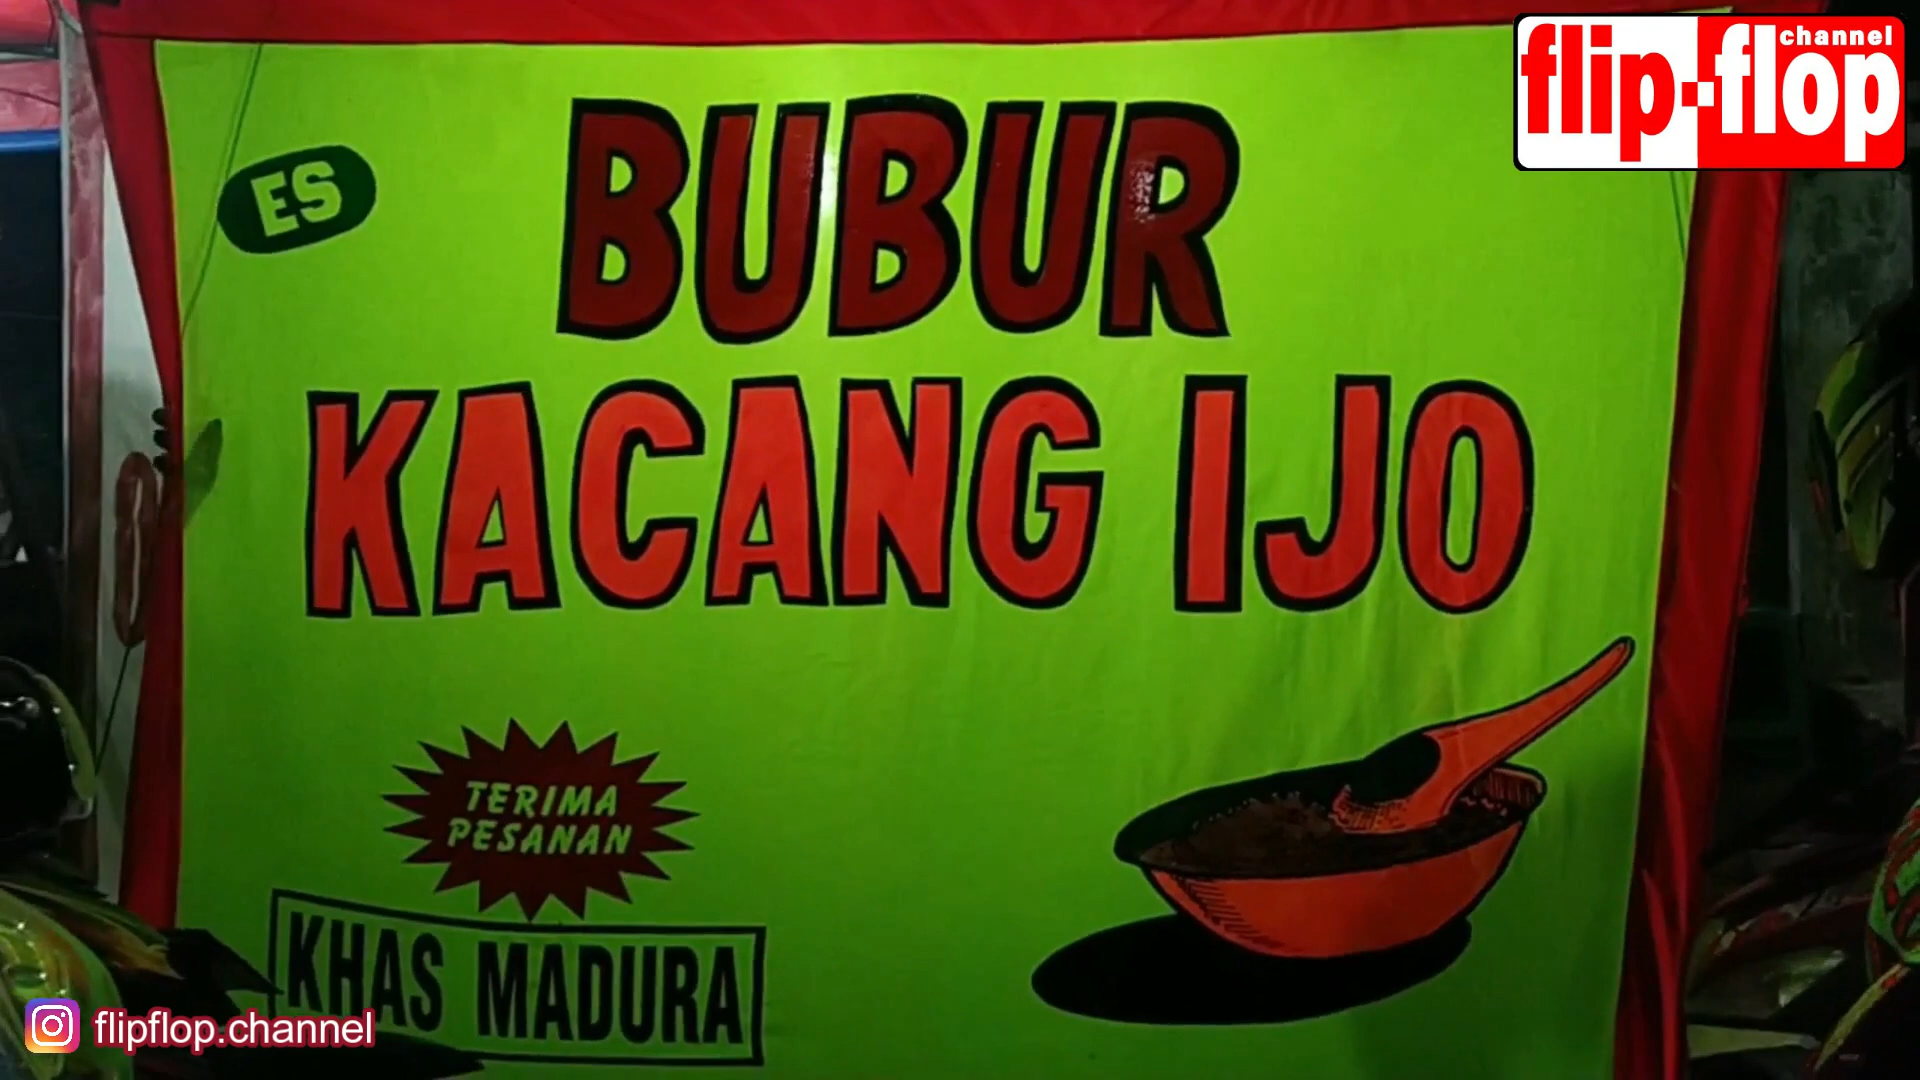 channel
flip-flop
ES
BUBUR
KACANG IJO
TERIMA
PESANAN
KHAS MADURA
flipflop.channel